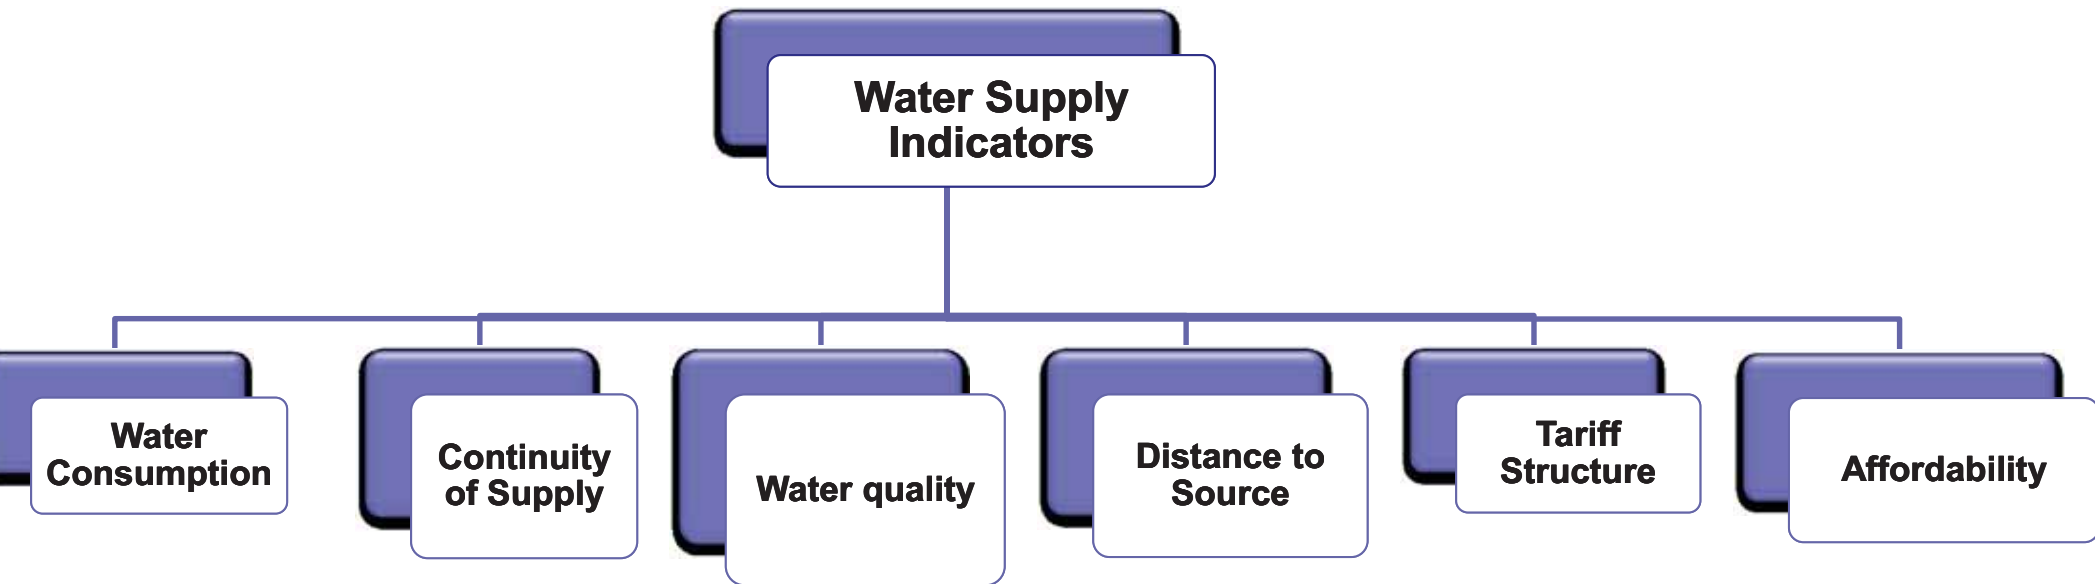 Water Supply
Indicators
Water
Consumption
Continuity
of Supply
Water quality
Distance to
Source
Tariff
Structure
Affordability